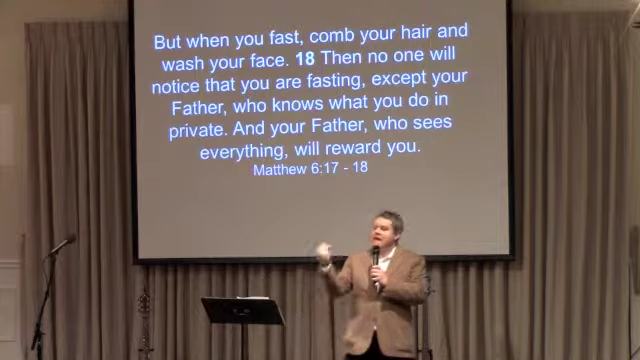 But when you fast, comb your hair and
wash your face. 18 Then no one will
notice that you are fasting, except your
Father, who knows what you do in
private. And your Father, who sees
everything, will reward you.
Matthew 6:17 - 18